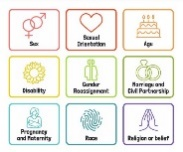 Sex
Sexual
Orientation
Age
Disability
Gender
Reassignment
Marriage and
Civil Partnership
Pregnancy
and Maternity
Race
Religion or belief